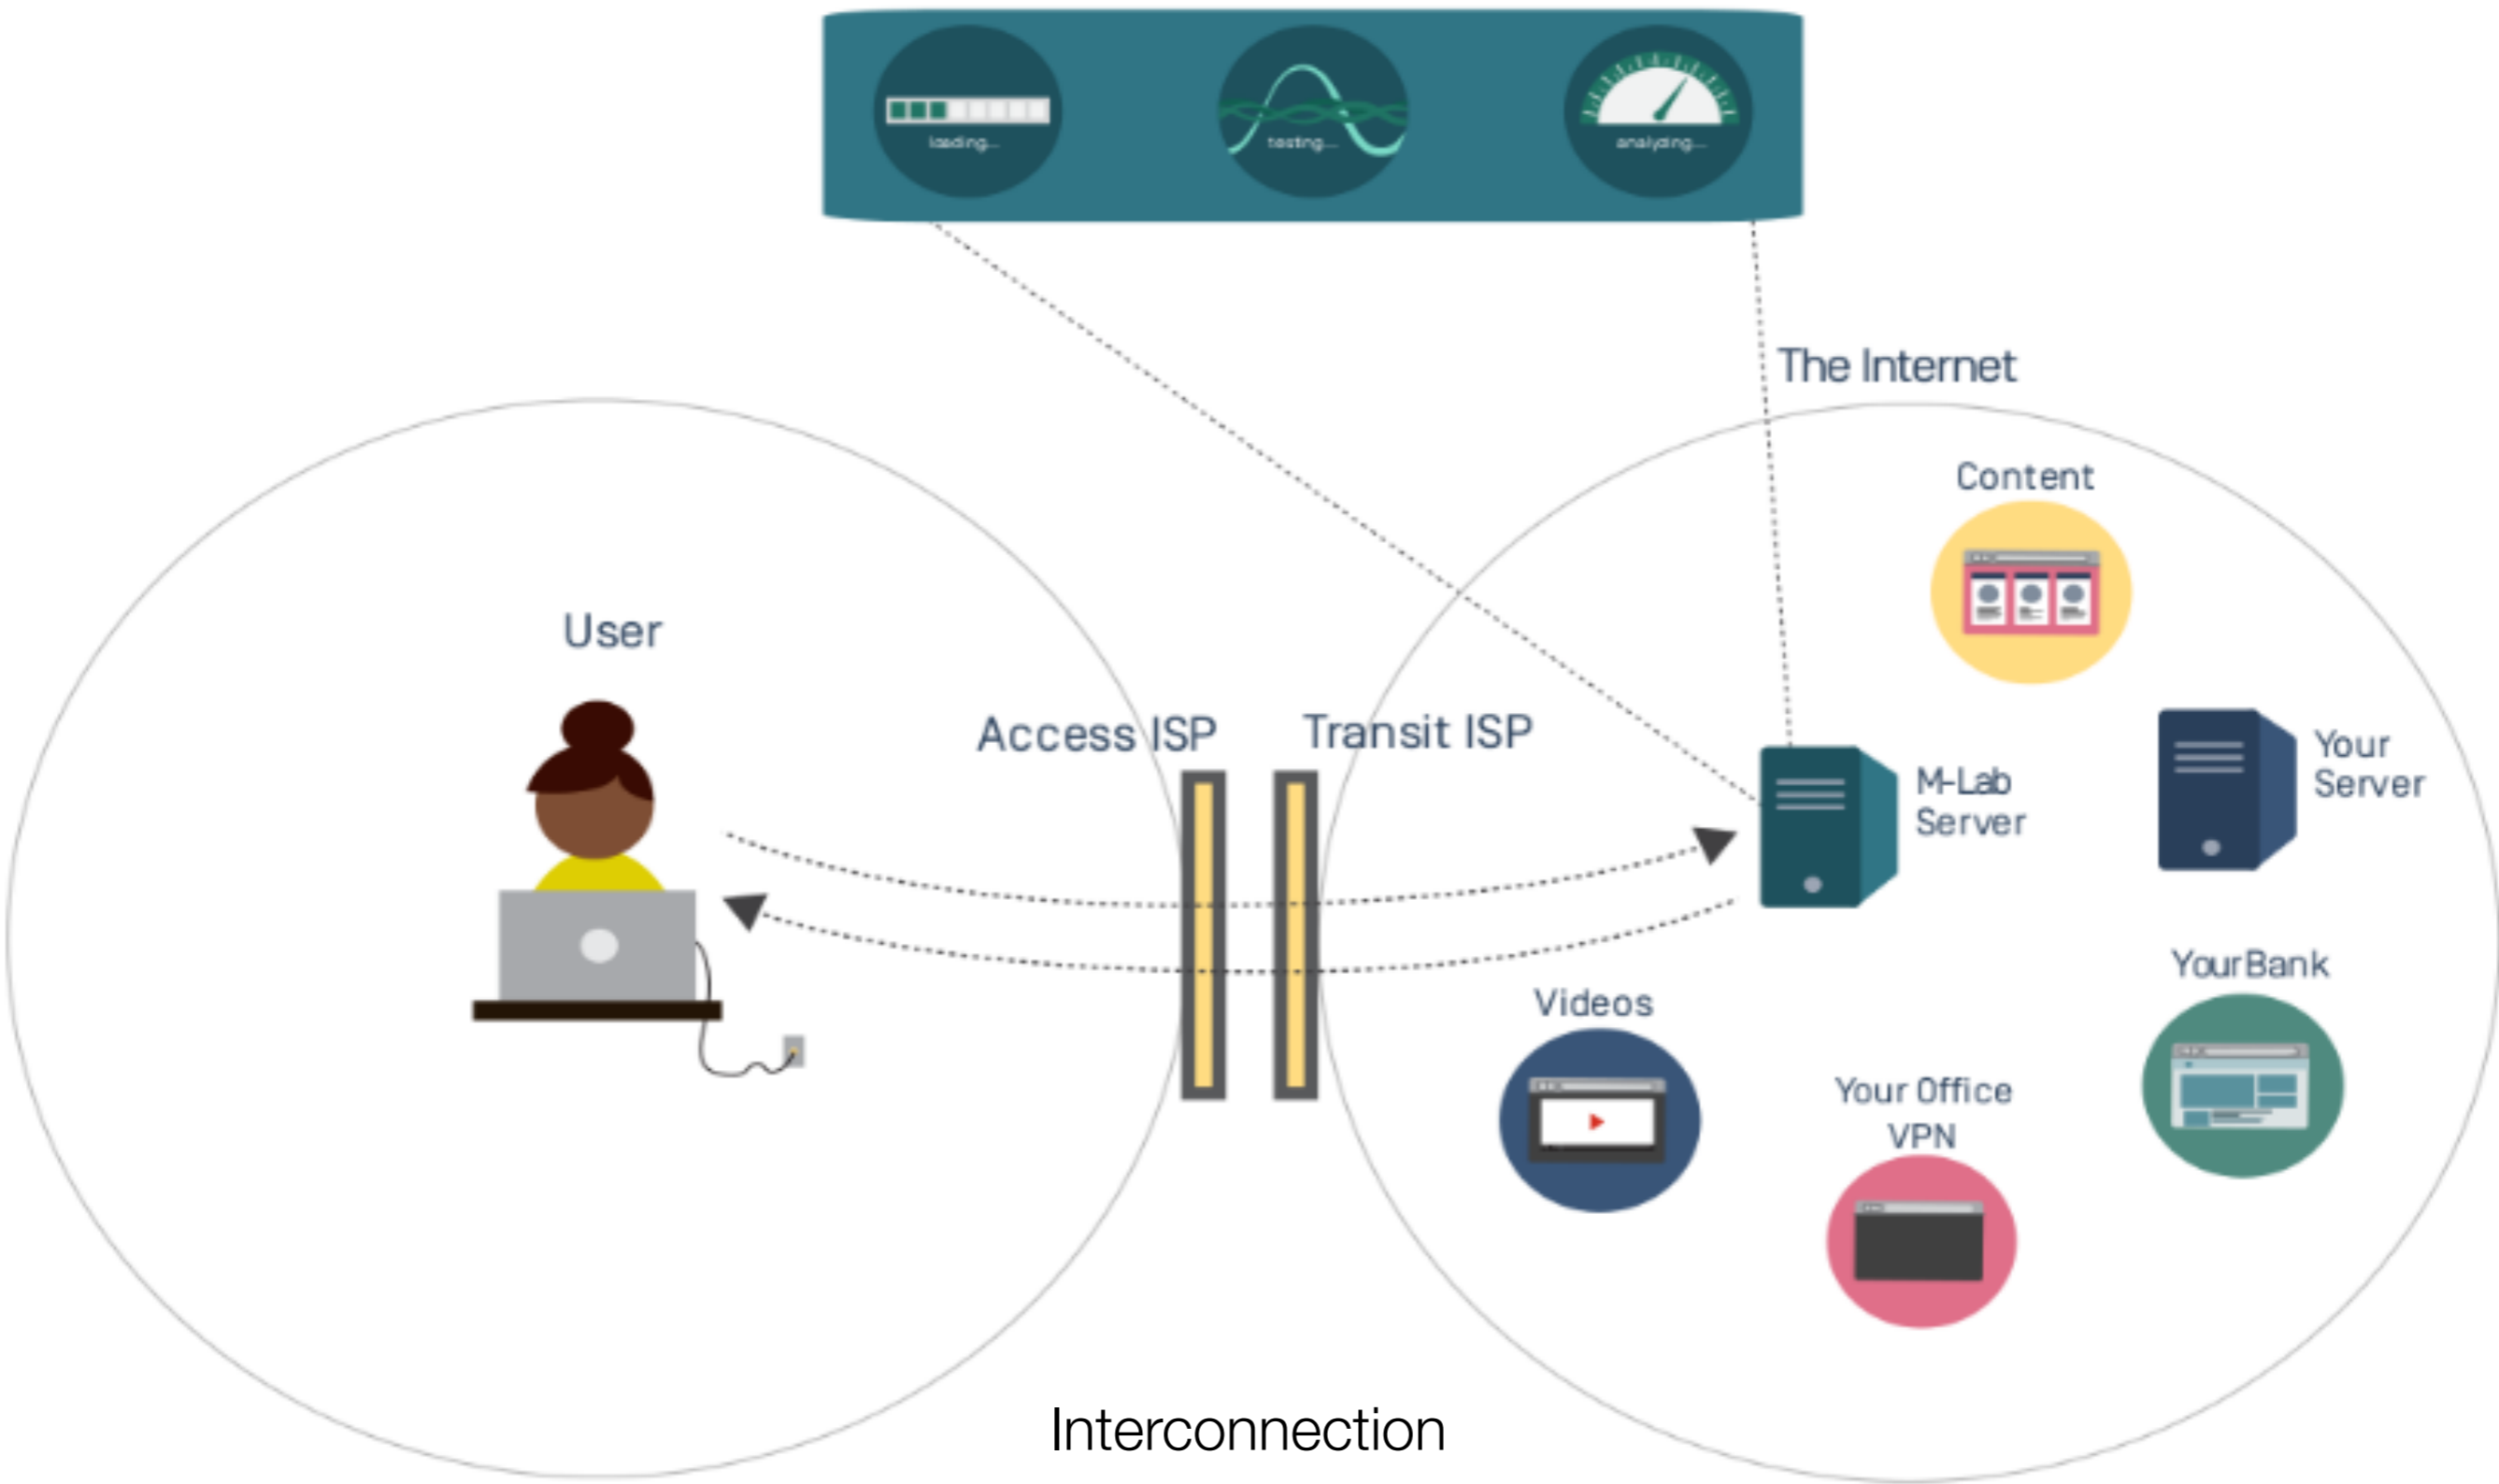 loading...
testing...
analyzing...
The Internet
Content
User
Access ISP
Transit ISP
M-Lab
Server
Your
Server
YourBank
Videos
Your Office
VPN
Interconnection